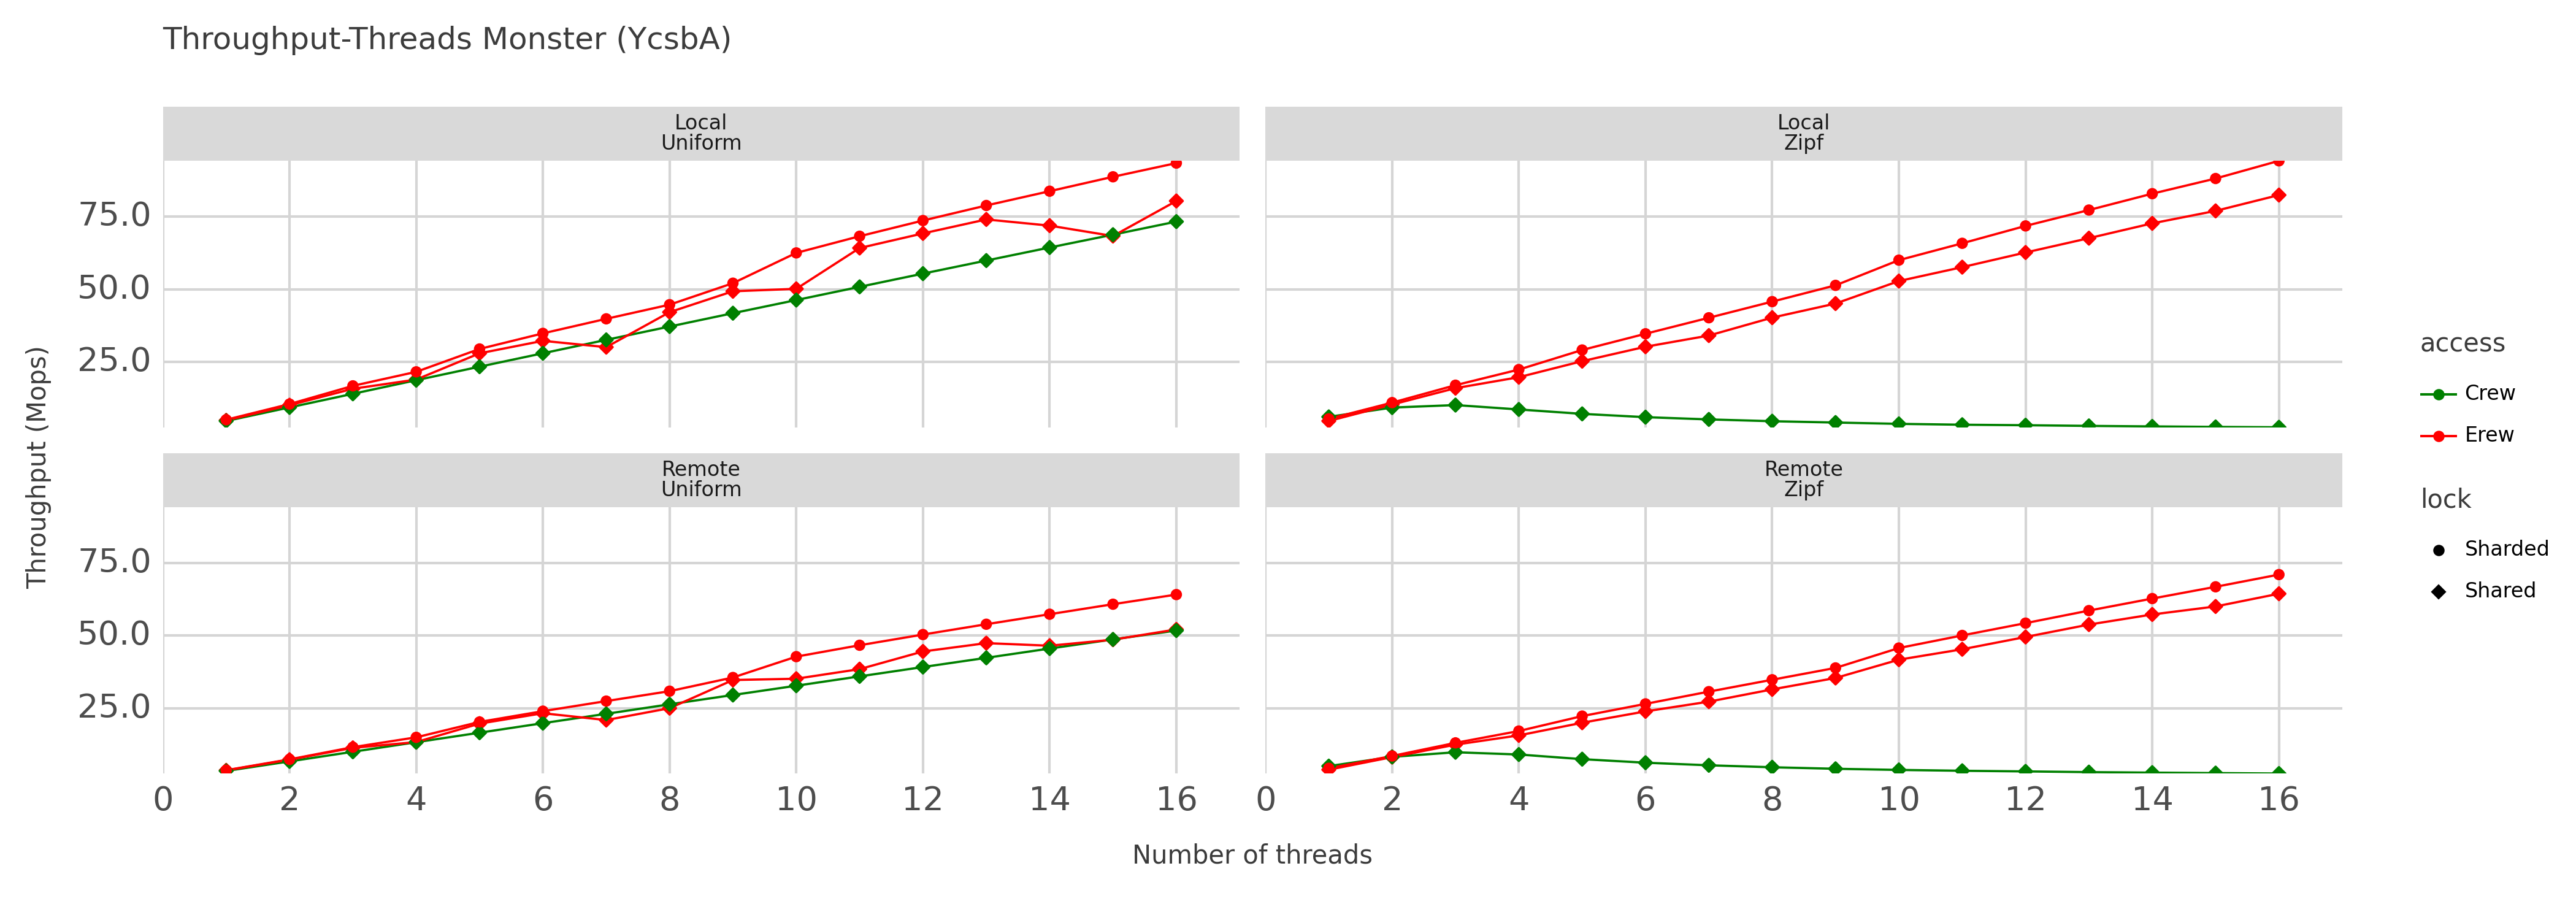 Throughput-Threads Monster (YcsbA)
Local
Uniform
Local
Zipf
75.0
50.0
25.0
Remote
Uniform
Remote
Zipf
75.0
50.0
25.0
0 2 4 6 8 10 12 14 16
0 2 4 6 8 10 12 14 16
Number of threads
Throughput (Mops)
access
Crew
Erew
lock
Sharded
Shared